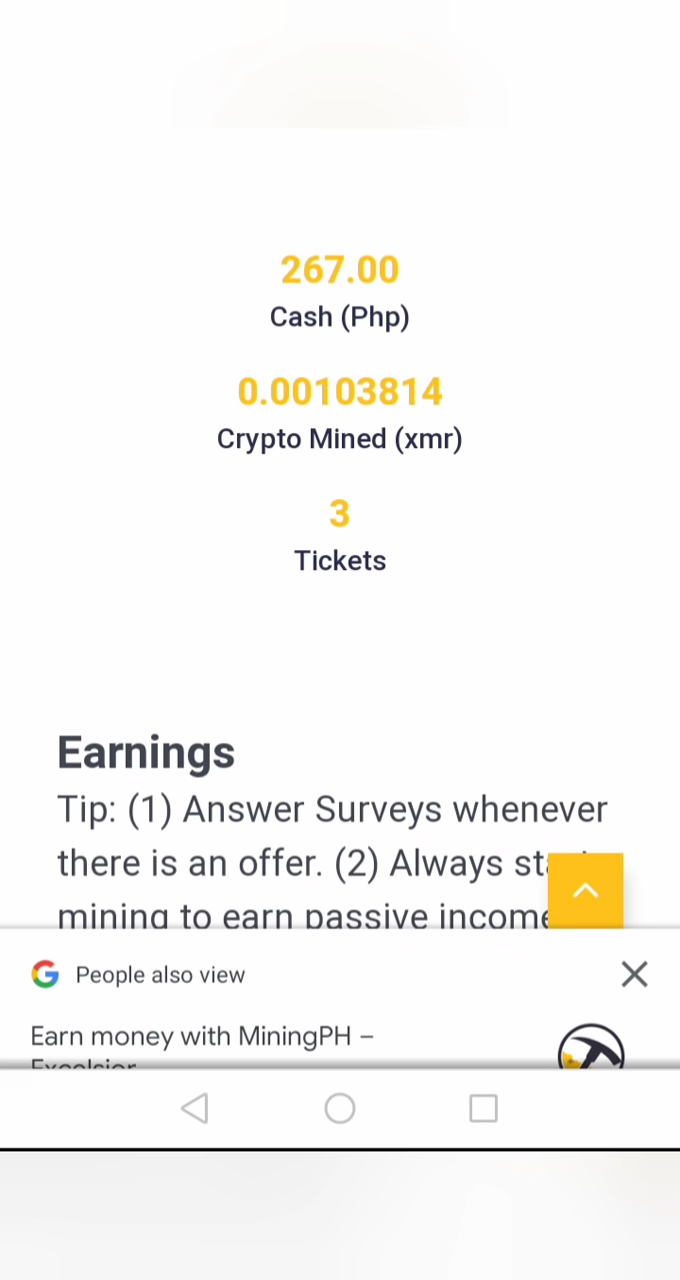 267.00
Cash (Php)
0.00103814
Crypto Mined (xmr)
3
Tickets
Earnings
Tip: (1) Answer Surveys whenever
there is an offer. (2) Always
mining to earn passive income
People also view
Earn money with MiningPH –
Excelsior